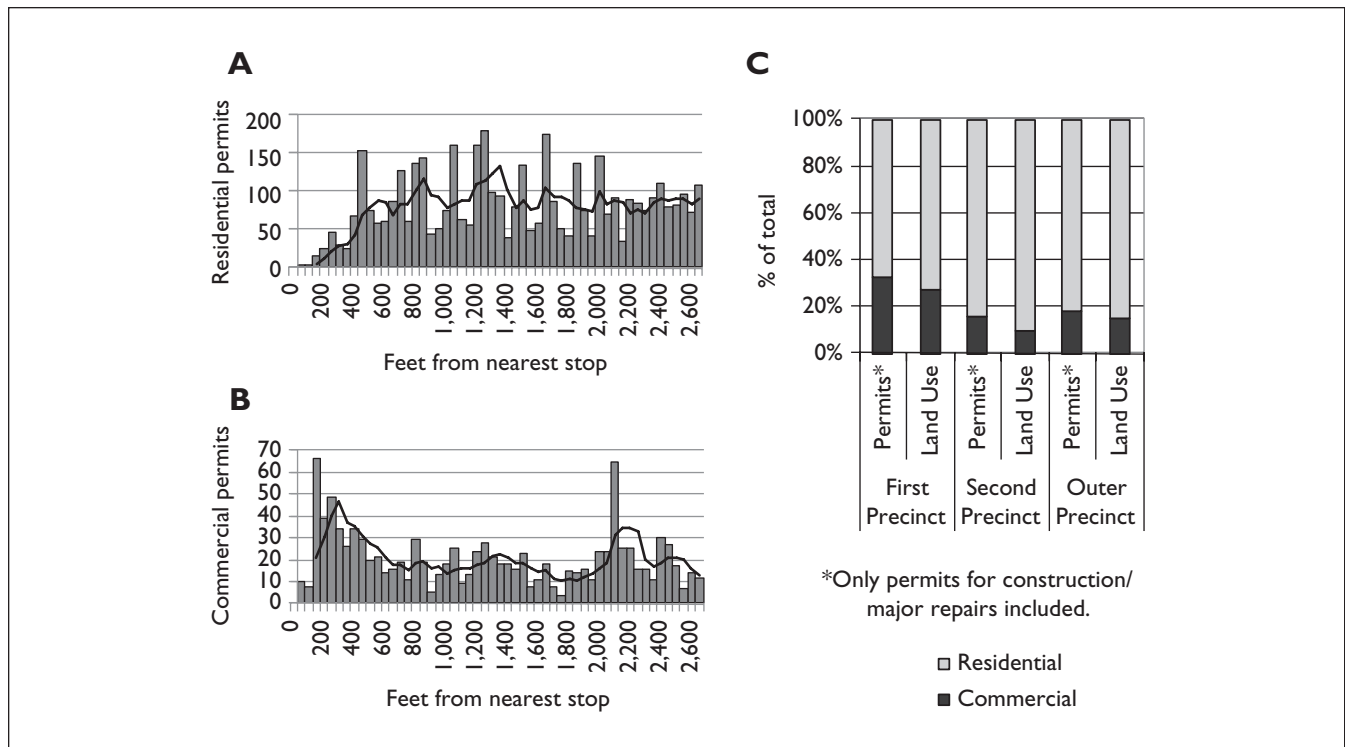 A
Residential permits
200
150
100
50
0
0
200
400
600
800
1,000
1,200
1,400
1,600
1,800
2,000
2,200
2,400
2,600
Feet from nearest stop
B
Commercial permits
70
60
50
40
30
20
10
0
0
200
400
600
800
1,000
1,200
1,400
1,600
1,800
2,000
2,200
2,400
2,600
Feet from nearest stop
C
% of total
100%
80%
60%
40%
20%
0%
Permits*
Land Use
Permits*
Land Use
Permits*
Land Use
First
Precinct
Second
Precinct
Outer
Precinct
*Only permits for construction/
major repairs included.
Residential
Commercial